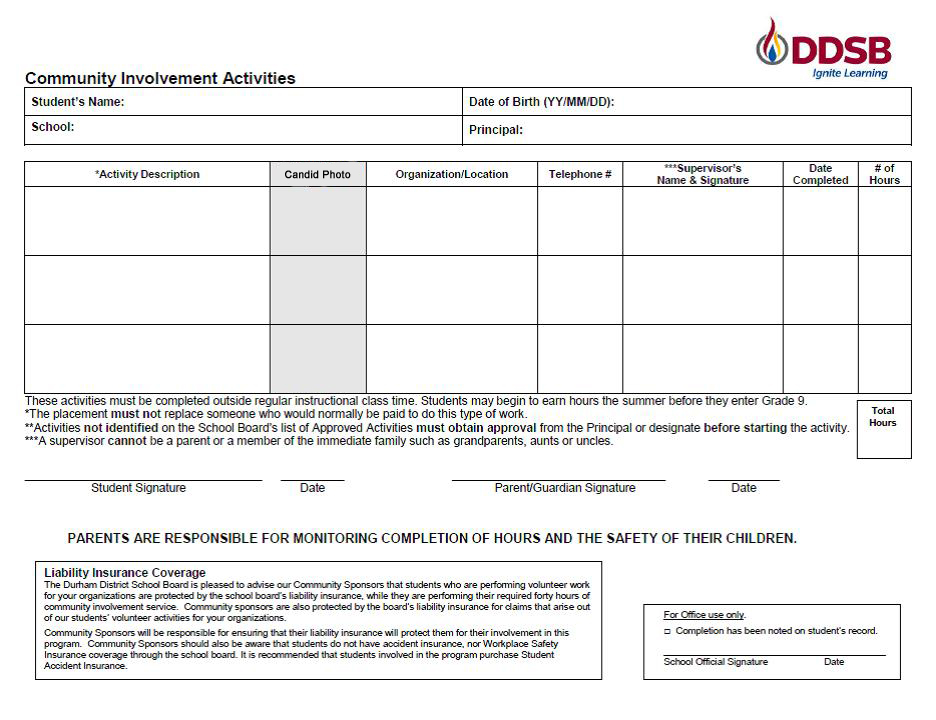 DDSB
Ignite Learning
Community Involvement Activities
Student's Name:
Date of Birth (YY/MM/DD):
School:
Principal:
*Activity Description
Candid Photo
Organization/Location
Telephone #
***Supervisor's
Name & Signature
Date
Completed
# of
Hours
These activities must be completed outside regular instructional class time. Students may begin to earn hours the summer before they enter Grade 9.
*The placement must not replace someone who would normally be paid to do this type of work.
**Activities not identified on the School Board's list of Approved Activities must obtain approval from the Principal or designate before starting the activity.
***A supervisor cannot be a parent or a member of the immediate family such as grandparents, aunts or uncles.
Total
Hours
Student Signature
Date
Parent/Guardian Signature
Date
PARENTS ARE RESPONSIBLE FOR MONITORING COMPLETION OF HOURS AND THE SAFETY OF THEIR CHILDREN.
Liability Insurance Coverage
The Durham District School Board is pleased to advise our Community Sponsors that students who are performing volunteer work
for your organizations are protected by the school board's liability insurance, while they are performing their required forty hours of
community involvement service. Community sponsors are also protected by the board's liability insurance for claims that arise out
of our students' volunteer activities for your organizations.
Community Sponsors will be responsible for ensuring that their liability insurance will protect them for their involvement in this
program. Community Sponsors should also be aware that students do not have accident insurance, nor Workplace Safety
Insurance coverage through the school board. It is recommended that students involved in the program purchase Student
Accident Insurance.
For Office use only.
□ Completion has been noted on student's record.
School Official Signature
Date